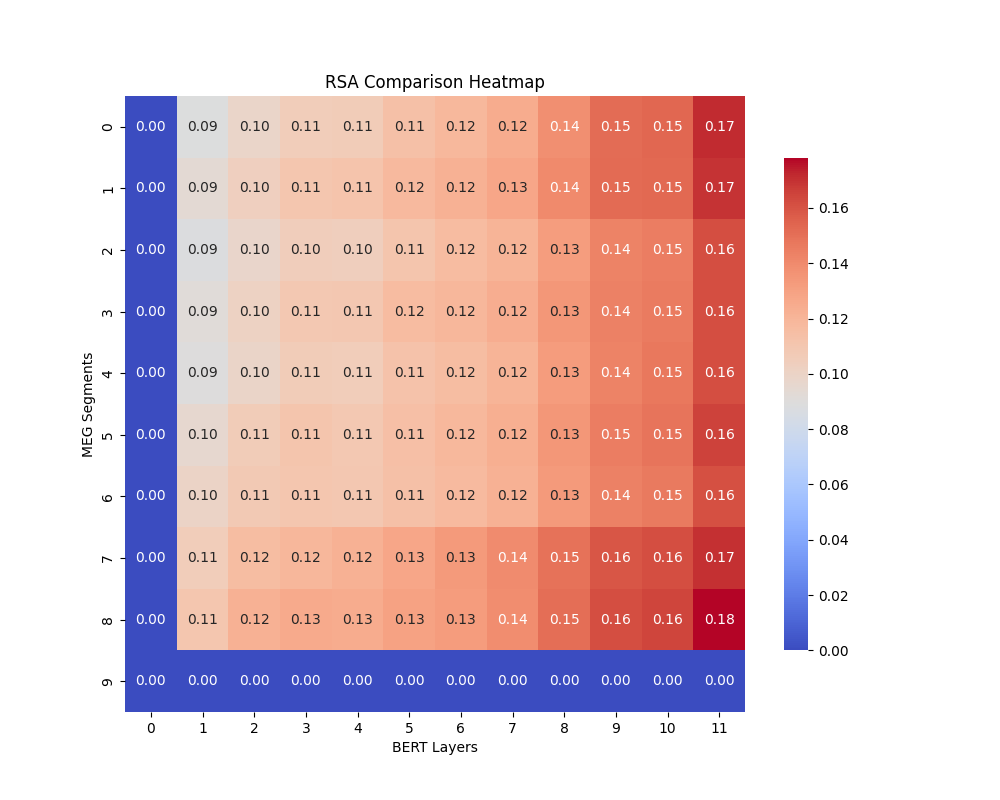 RSA Comparison Heatmap
0 0.00 0.09 0.10 0.11 0.11 0.11 0.12 0.12 0.14 0.15 0.15 0.17
1 0.00 0.09 0.10 0.11 0.11 0.12 0.12 0.13 0.14 0.15 0.15 0.17
2 0.00 0.09 0.10 0.10 0.10 0.11 0.12 0.12 0.13 0.14 0.15 0.16
3 0.00 0.09 0.10 0.11 0.11 0.12 0.12 0.12 0.13 0.14 0.15 0.16
4 0.00 0.09 0.10 0.11 0.11 0.11 0.12 0.12 0.13 0.14 0.15 0.16
5 0.00 0.10 0.11 0.11 0.11 0.11 0.12 0.12 0.13 0.15 0.15 0.16
6 0.00 0.10 0.11 0.11 0.11 0.11 0.12 0.12 0.13 0.14 0.15 0.16
7 0.00 0.11 0.12 0.12 0.12 0.13 0.13 0.14 0.15 0.16 0.16 0.17
8 0.00 0.11 0.12 0.13 0.13 0.13 0.13 0.14 0.15 0.16 0.16 0.18
9 0.00 0.00 0.00 0.00 0.00 0.00 0.00 0.00 0.00 0.00 0.00 0.00
0 1 2 3 4 5 6 7 8 9 10 11
BERT Layers
MEG Segments
0.16
0.14
0.12
0.10
0.08
0.06
0.04
0.02
0.00